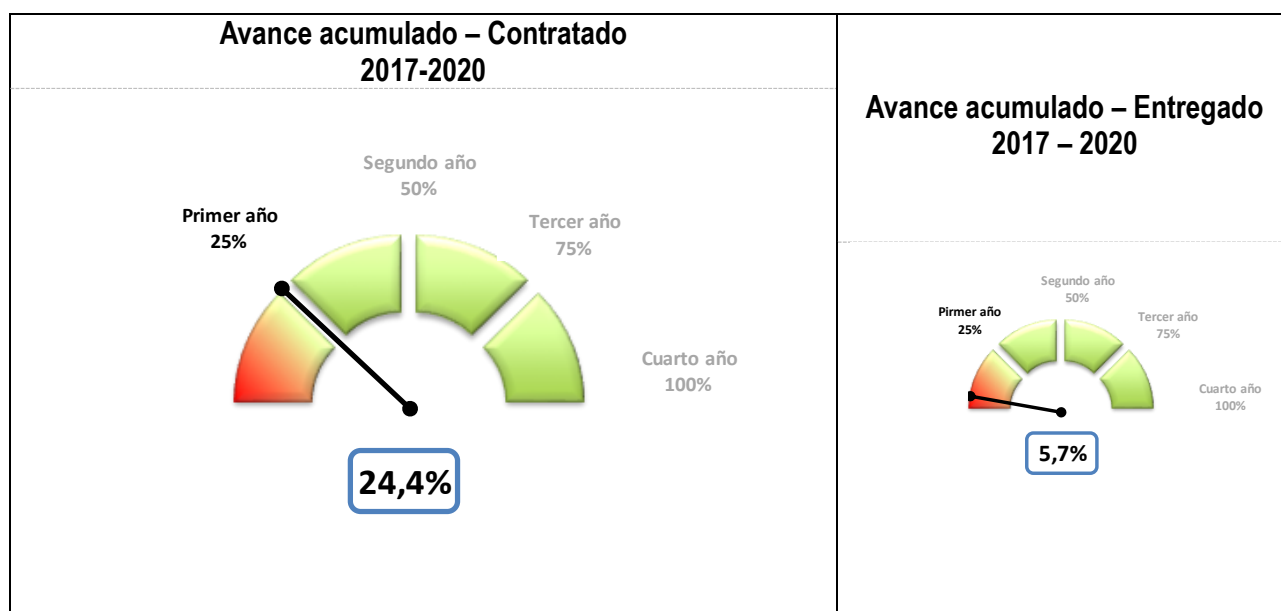 Avance acumulado – Contratado
2017-2020
Segundo año
50%
Primer año
25%
Tercer año
75%
Cuarto año
100%
24,4%
Avance acumulado – Entregado
2017 – 2020
Segundo año
50%
Pirmer año
25%
Tercer año
75%
Cuarto año
100%
5,7%